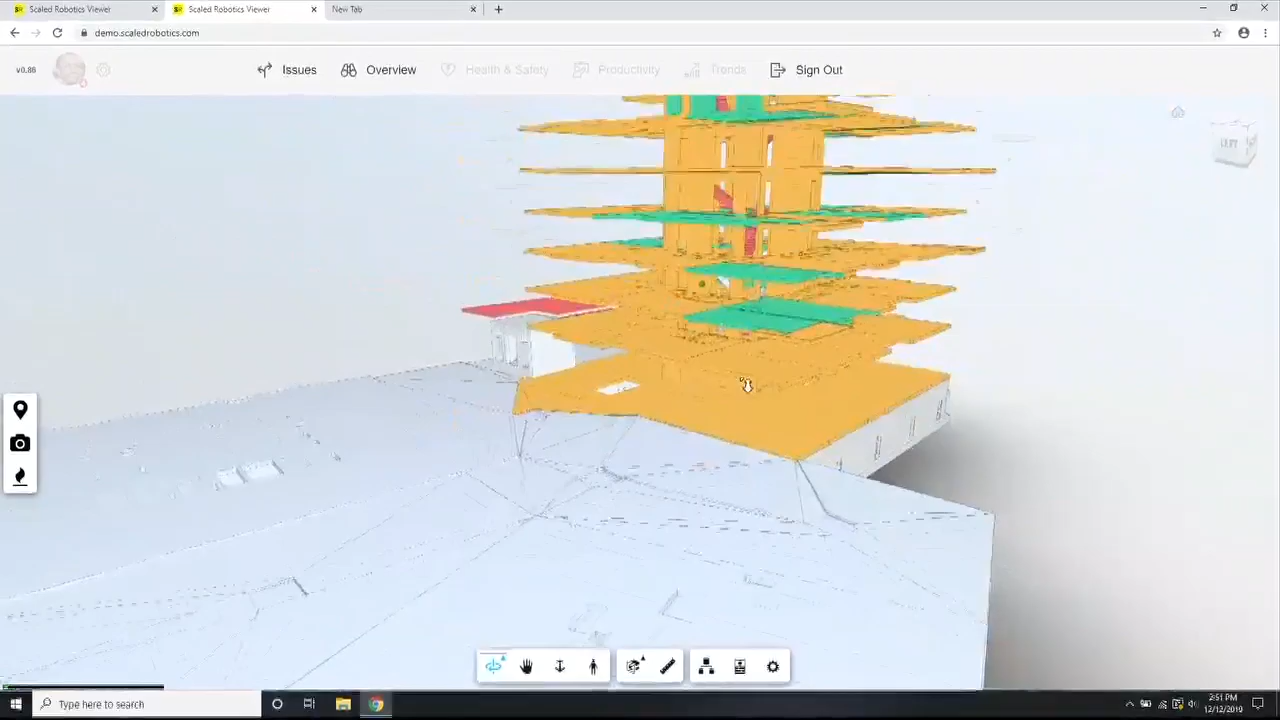 Scaled Robotics Viewer
Scaled Robotics Viewer
New Tab
demo.scaledrobotics.com
v0.86
Issues
Overview
Health & Safety
Productivity
Trends
Sign Out
LEFT
Type here to search
2:51 PM
12/12/2019